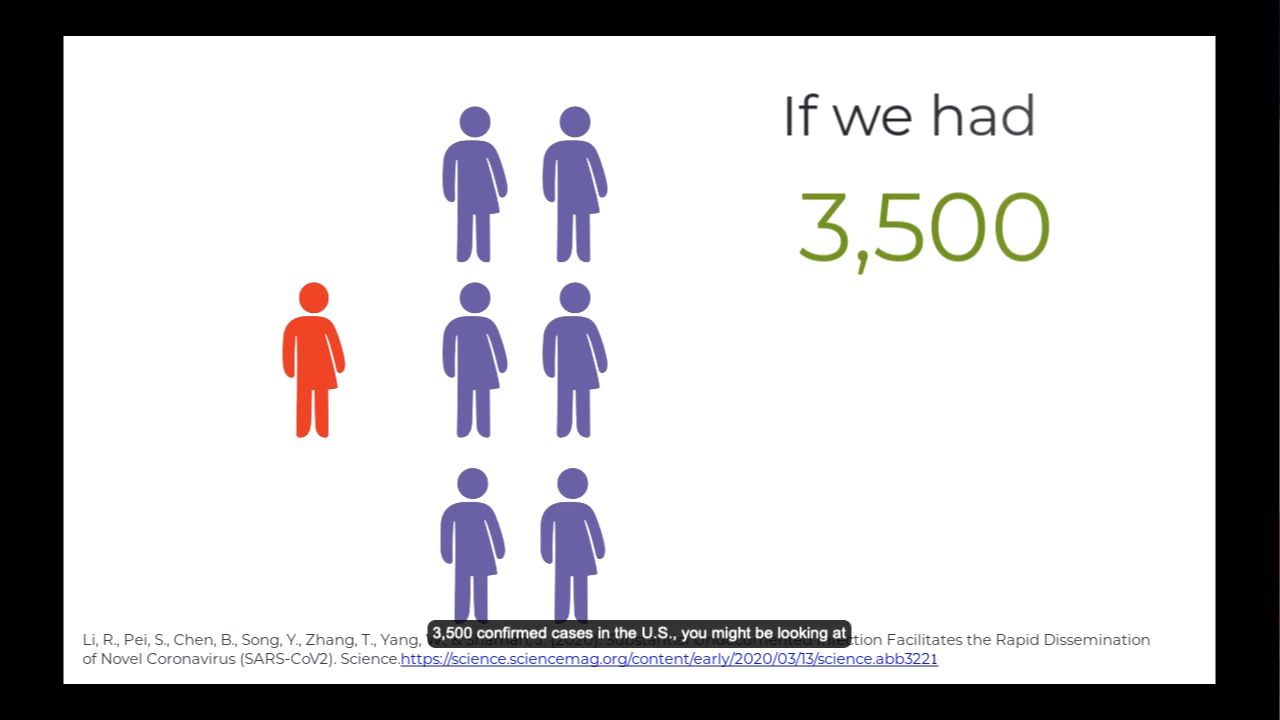 If we had
3,500
Li, R., Pei, S., Chen, B., Song, Y., Zhang, T., Yang, ection Facilitates the Rapid Dissemination
3,500 confirmed cases in the U.S., you might be looking at
of Novel Coronavirus (SARS-CoV2). Science.https://science.sciencemag.org/content/early/2020/03/13/science.abb3221